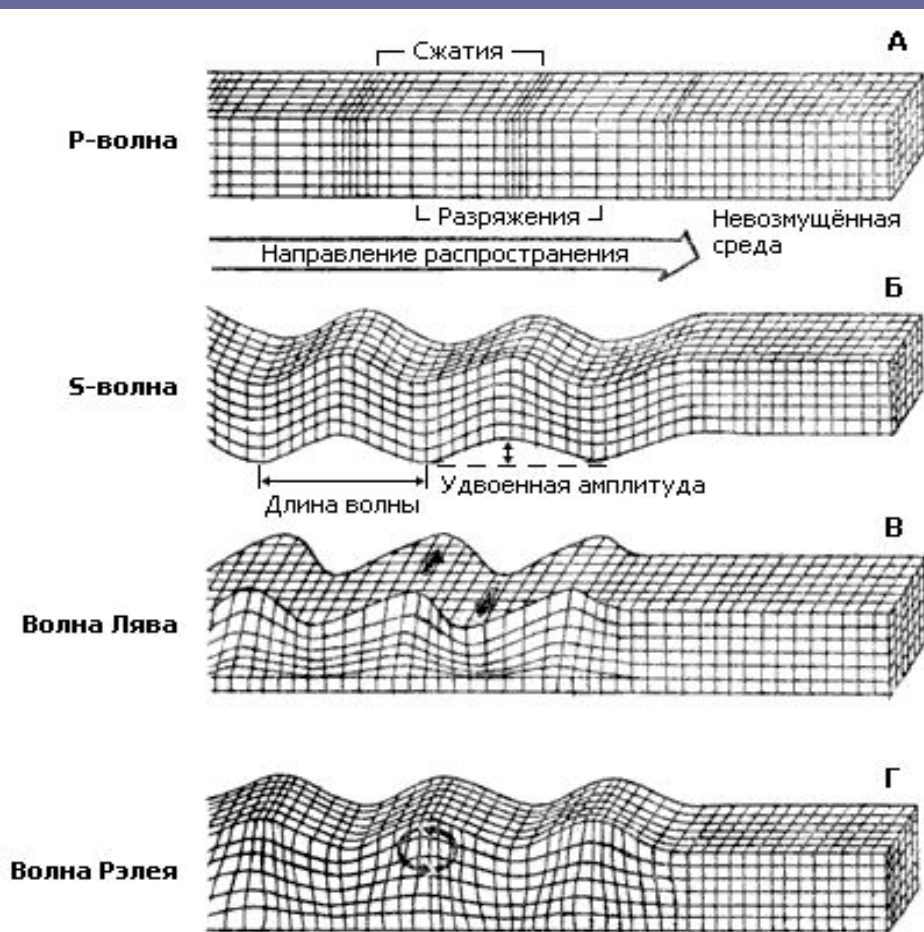 А
Сжатия
Р-волна
Разряжения
Невозмущённая
среда
Направление распространения
Б
S-волна
Удвоенная амплитуда
Длина волны
В
Волна Лява
Г
Волна Рэлея